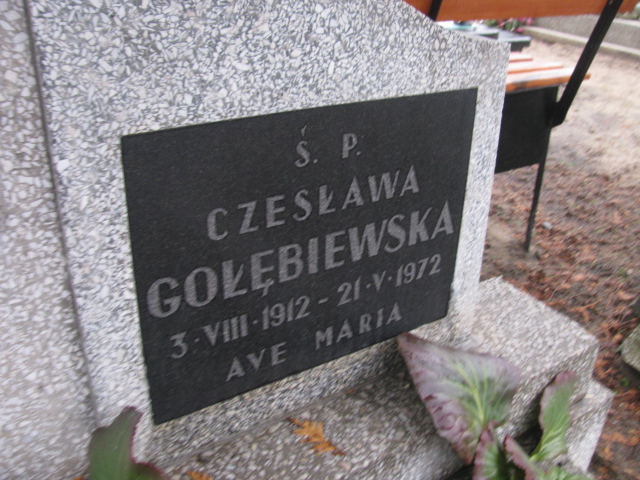 Ś. P.
CZESŁAWA
GOŁĘBIEWSKA
3·VIII·1912 - 21·V·1972
AVE MARIA